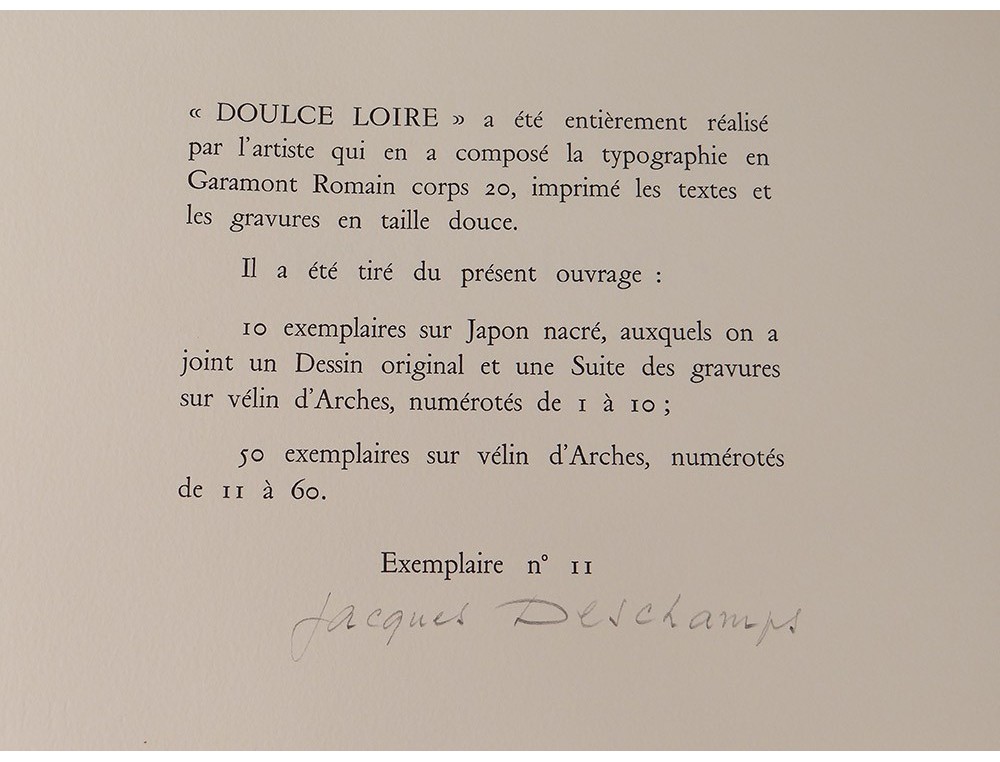 « DOULCE LOIRE » a été entièrement réalisé
par l'artiste qui en a composé la typographie en
Garamont Romain corps 20, imprimé les textes et
les gravures en taille douce.
Il a été tiré du présent ouvrage :
10 exemplaires sur Japon nacré, auxquels on a
joint un Dessin original et une Suite des gravures
sur vélin d'Arches, numérotés de 1 à 10 ;
50 exemplaires sur vélin d'Arches, numérotés
de 11 à 60.
Exemplaire n° 11
Jacques Deschamps